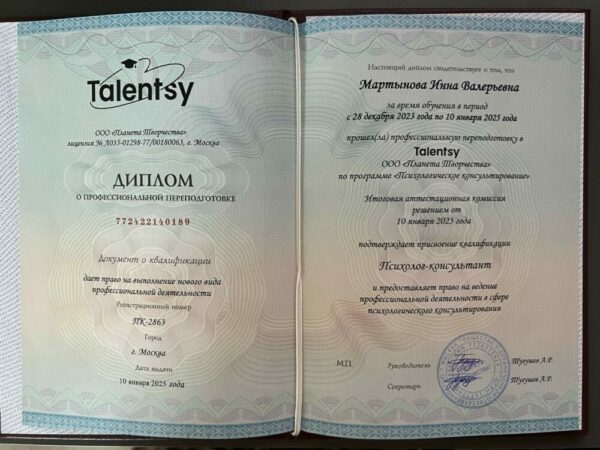 Talentsy
ООО «Планета Творчества»
лицензия № Л035-01298-77/00180063, г. Москва
ДИПЛОМ
О ПРОФЕССИОНАЛЬНОЙ ПЕРЕПОДГОТОВКЕ
772422140189
Документ о квалификации
дает право на выполнение нового вида
профессиональной деятельности
Регистрационный номер
ПК-2863
Город
г. Москва
Дата выдачи
10 января 2025 года
Настоящий диплом свидетельствует о том, что
Мартынова Инна Валерьевна
за время обучения в период
с 28 декабря 2023 года по 10 января 2025 года
прошел(ла) профессиональную переподготовку в
Talentsy
ООО «Планета Творчества»
по программе «Психологическое консультирование»
Итоговая аттестационная комиссия
решением от
10 января 2025 года
подтверждает присвоение квалификации
Психолог-консультант
и предоставляет право на ведение
профессиональной деятельности в сфере
психологического консультирования
М.П.
Руководитель
Тугушев А.Р.
Секретарь
Тугушев А.Р.